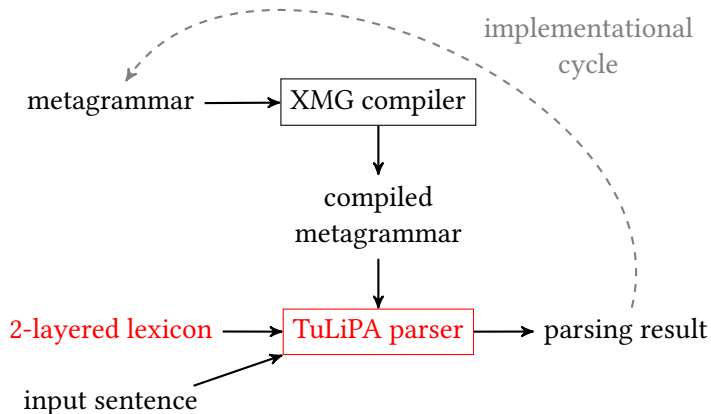 implementational
cycle
metagrammar
XMG compiler
compiled
metagrammar
2-layered lexicon
TuLiPA parser
parsing result
input sentence